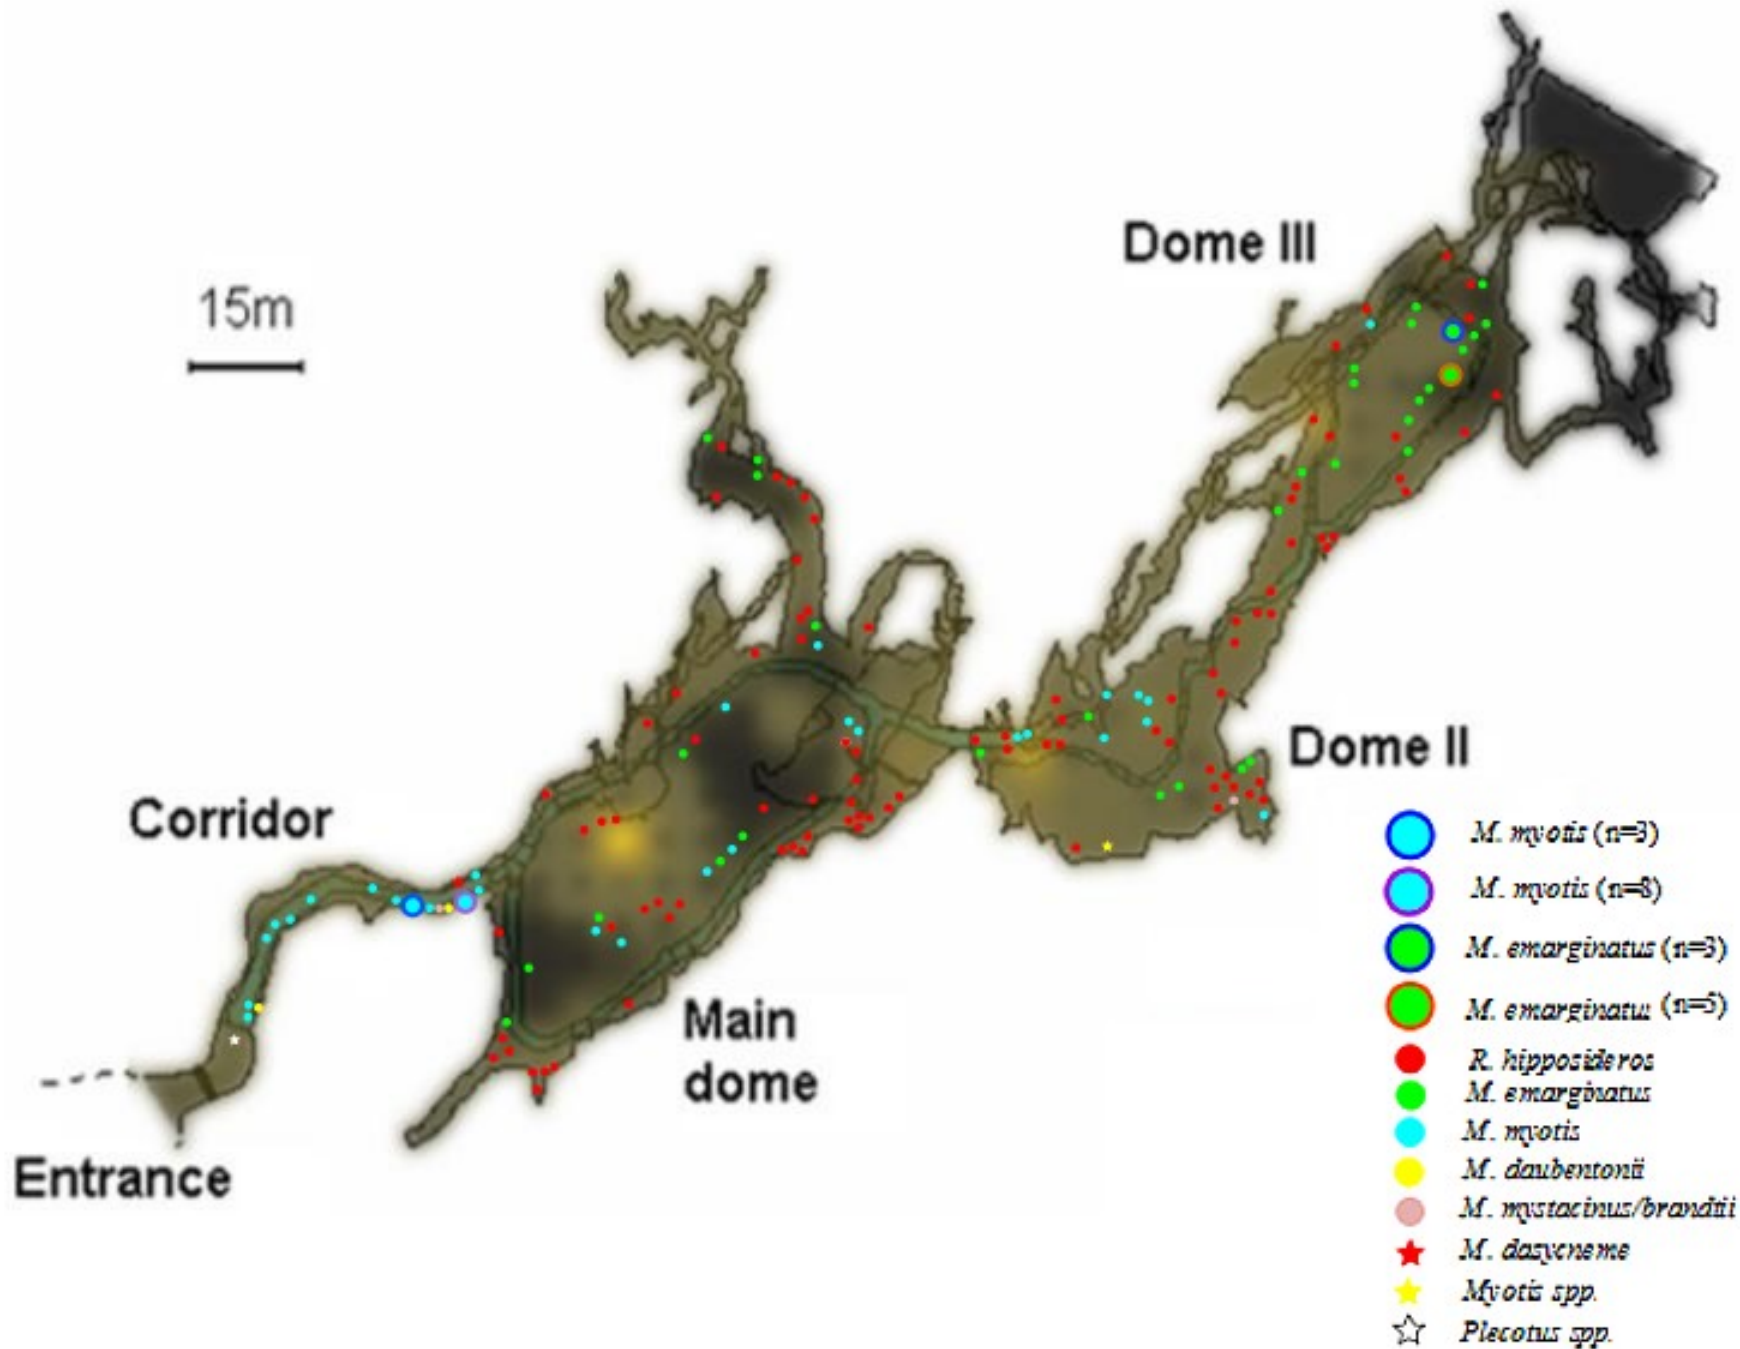 Dome III
15m
Dome II
Corridor
Main
dome
Entrance
M. myotis (n=3)
M. myotis (n=8)
M. emarginatus (n=3)
M. emarginatu (n=5)
R. hipposideros
M. emarginatus
M. myotis
M. daubentonii
M. mystacinus/brandtii
M. dasycneme
Myotis spp.
Plecotus spp.